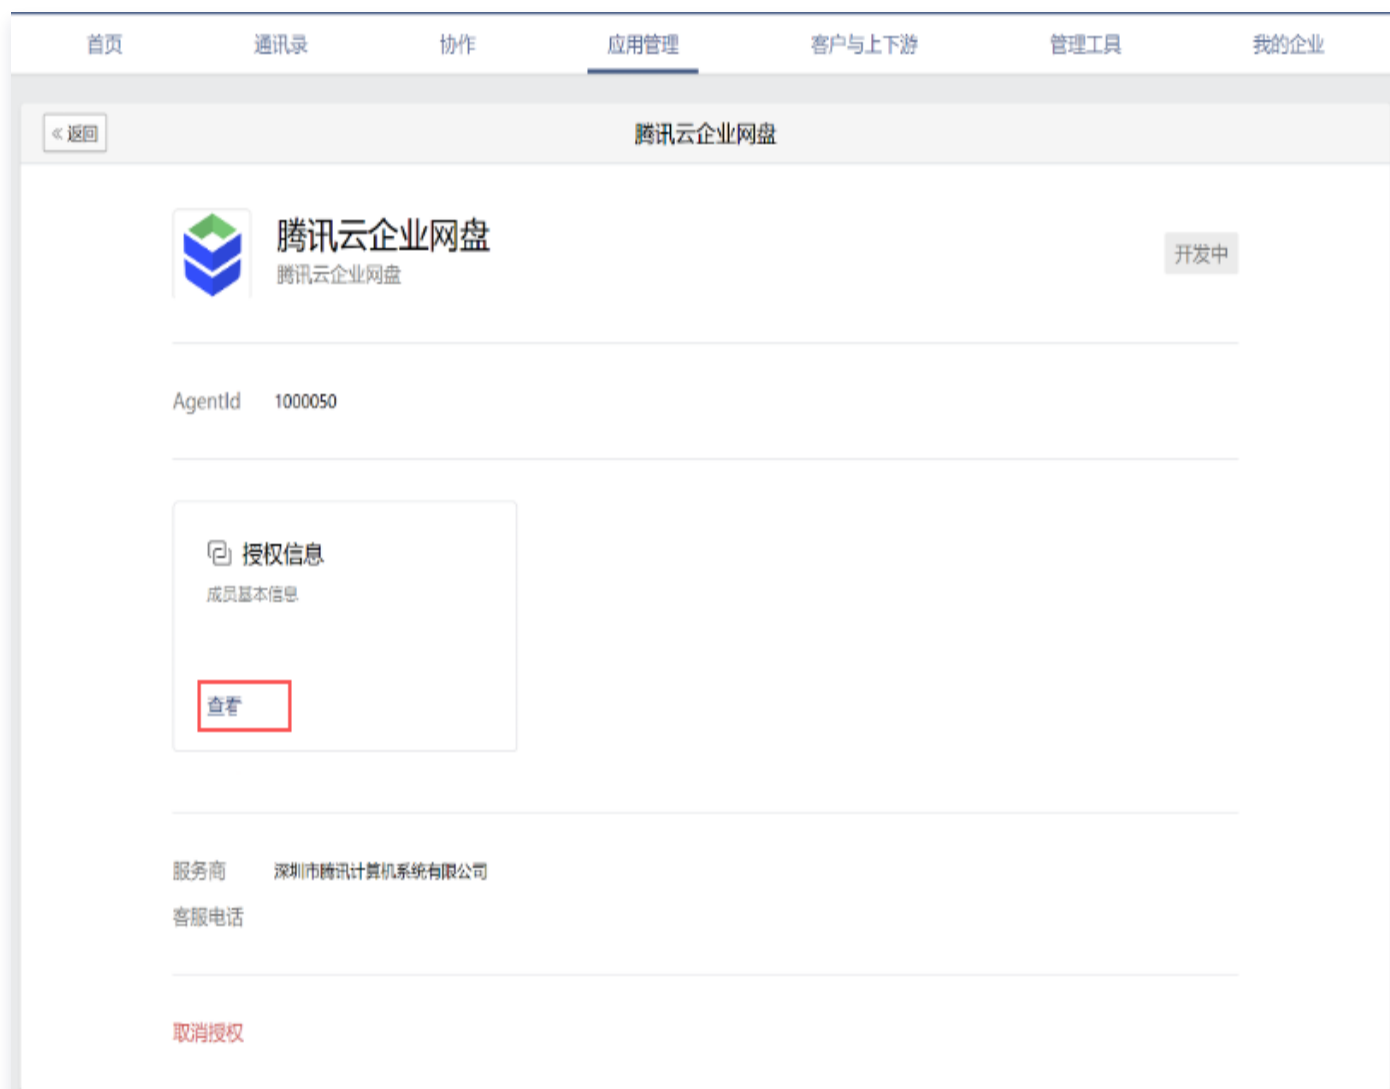 首页 通讯录 协作 应用管理 客户与上下游 管理工具 我的企业
≪ 返回 腾讯云企业网盘
腾讯云企业网盘
腾讯云企业网盘
开发中
AgentId 1000050
授权信息
成员基本信息
查看
服务商 深圳市腾讯计算机系统有限公司
客服电话
取消授权